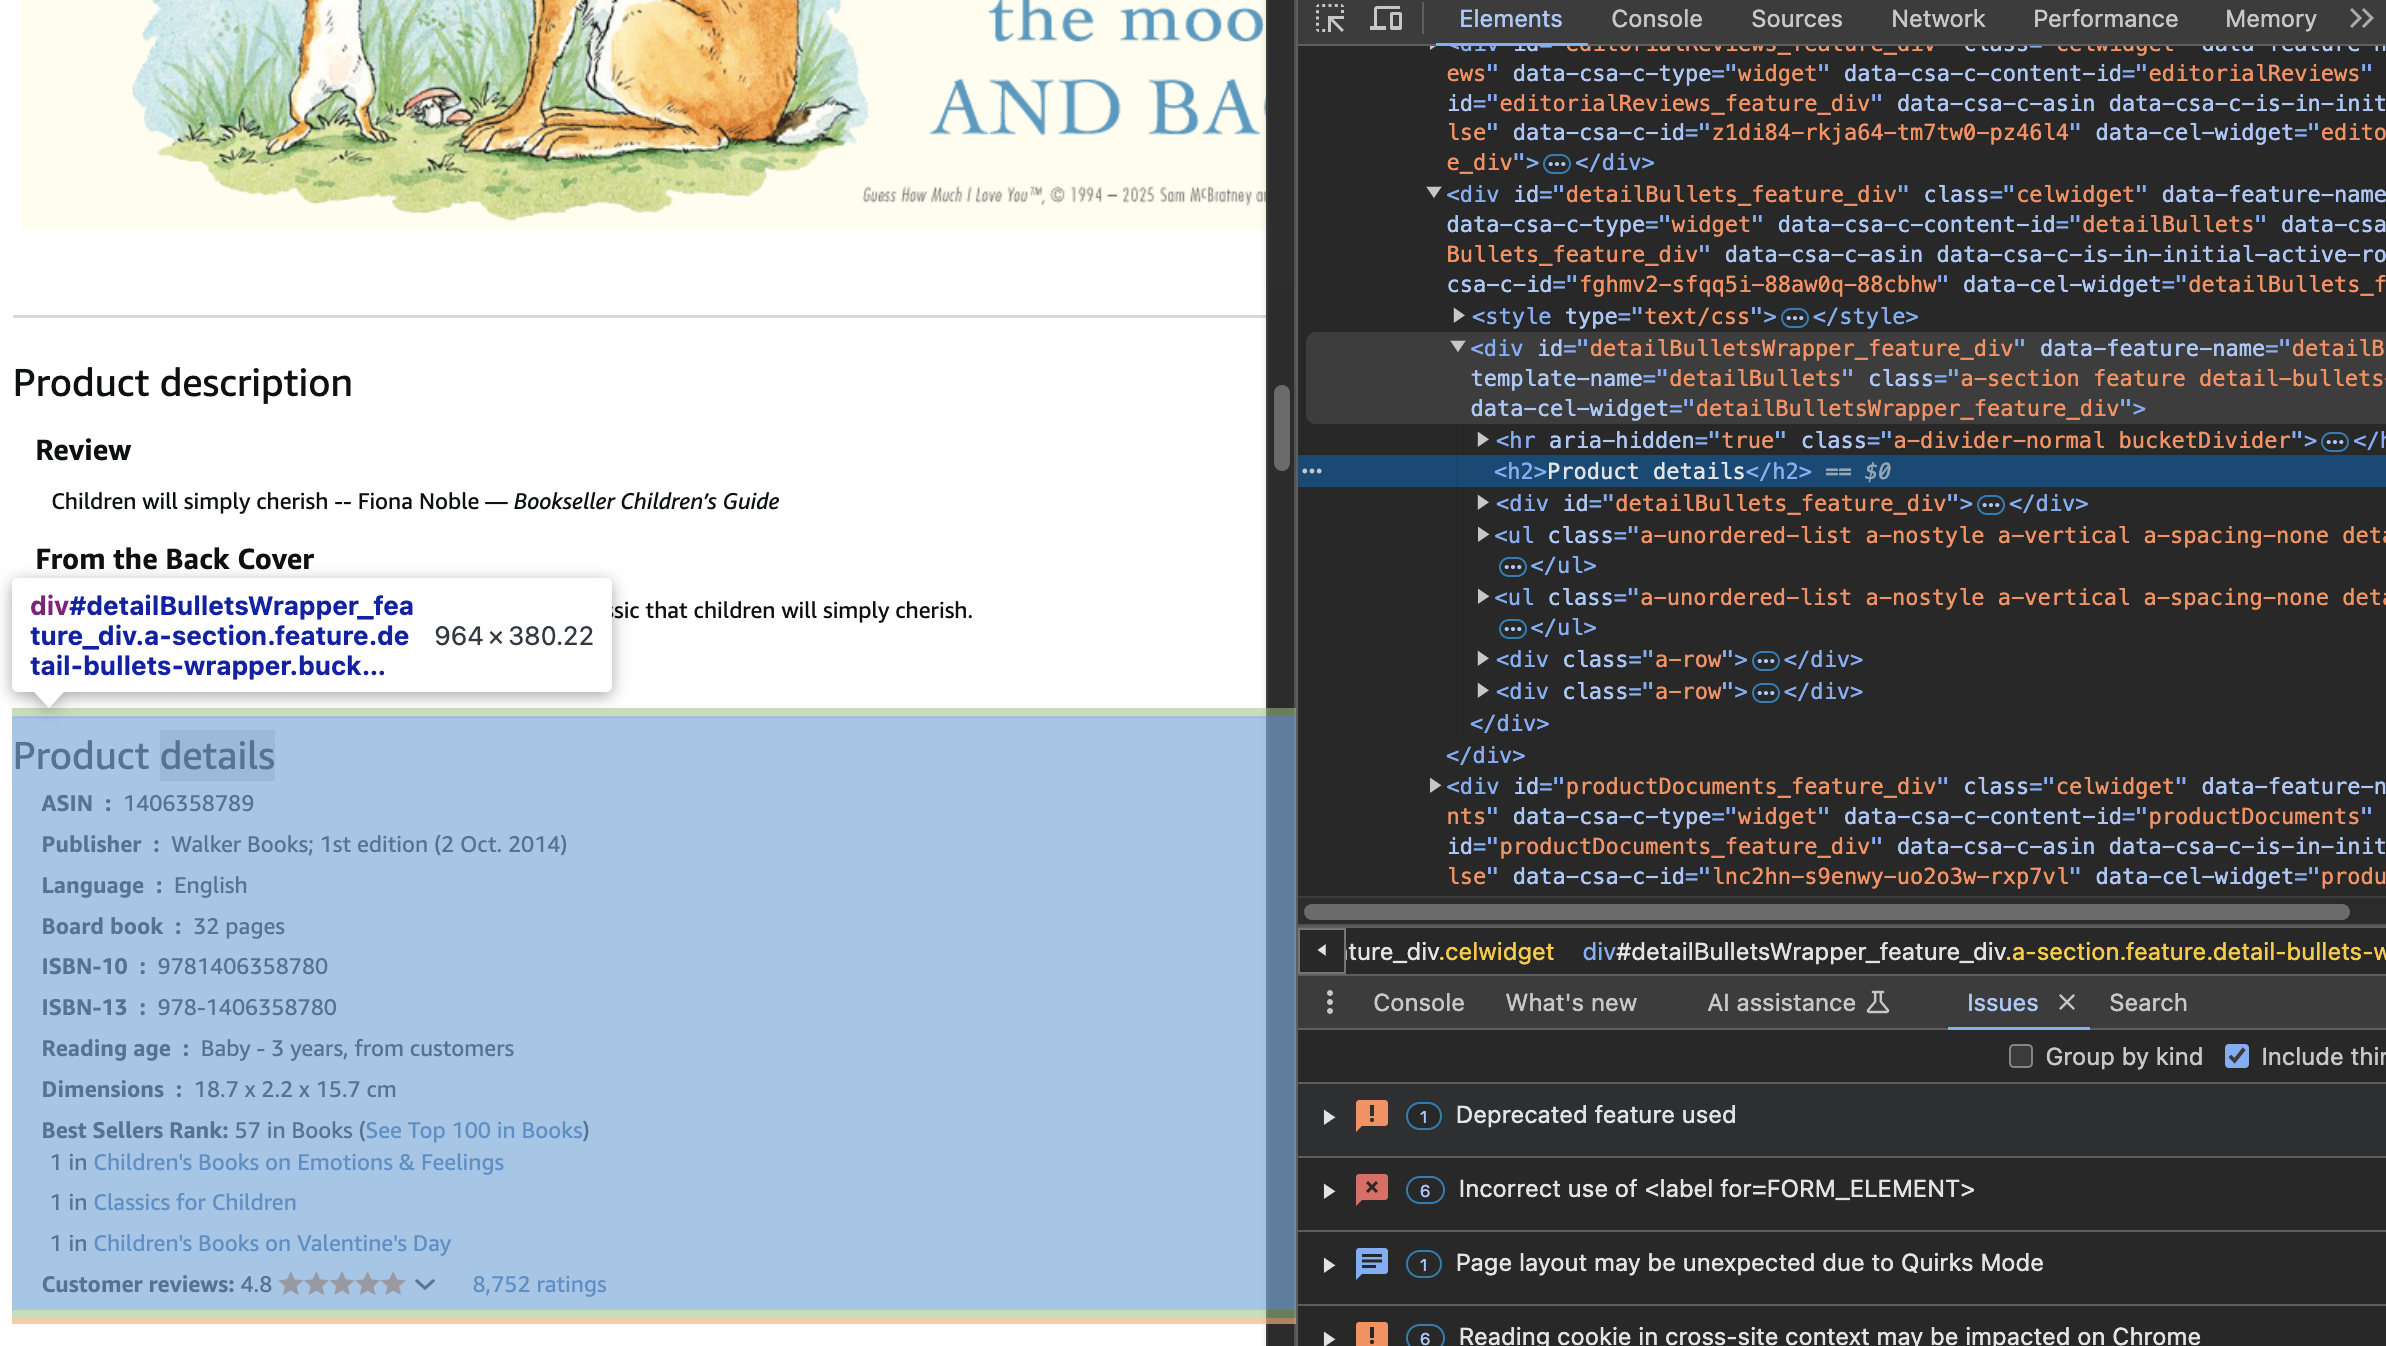 the moo
AND BA
Guess How Much I Love You™, © 1994 – 2025 Sam McBratney
Product description
Review
Children will simply cherish -- Fiona Noble — Bookseller Children's Guide
From the Back Cover
div#detailBulletsWrapper_fea
ture_div.a-section.feature.de
tail-bullets-wrapper.buck...
964 × 380.22
ssic that children will simply cherish.
Product details
ASIN : 1406358789
Publisher : Walker Books; 1st edition (2 Oct. 2014)
Language : English
Board book : 32 pages
ISBN-10 : 9781406358780
ISBN-13 : 978-1406358780
Reading age : Baby - 3 years, from customers
Dimensions : 18.7 x 2.2 x 15.7 cm
Best Sellers Rank: 57 in Books (See Top 100 in Books)
1 in Children's Books on Emotions & Feelings
1 in Classics for Children
1 in Children's Books on Valentine's Day
Customer reviews: 4.8 8,752 ratings
Elements Console Sources Network Performance Memory
<div id="editorialReviews_feature_div" class="celwidget" data-feature-n
ews" data-csa-c-type="widget" data-csa-c-content-id="editorialReviews"
id="editorialReviews_feature_div" data-csa-c-asin data-csa-c-is-in-init
lse" data-csa-c-id="z1di84-rkja64-tm7tw0-pz46l4" data-cel-widget="edito
e_div">…</div>
<div id="detailBullets_feature_div" class="celwidget" data-feature-name
data-csa-c-type="widget" data-csa-c-content-id="detailBullets" data-csa
Bullets_feature_div" data-csa-c-asin data-csa-c-is-in-initial-active-ro
csa-c-id="fghmv2-sfqq5i-88aw0q-88cbhw" data-cel-widget="detailBullets_f
<style type="text/css">…</style>
<div id="detailBulletsWrapper_feature_div" data-feature-name="detailB
template-name="detailBullets" class="a-section feature detail-bullets-
data-cel-widget="detailBulletsWrapper_feature_div">
<hr aria-hidden="true" class="a-divider-normal bucketDivider">…</h
… <h2>Product details</h2> == $0
<div id="detailBullets_feature_div">…</div>
<ul class="a-unordered-list a-nostyle a-vertical a-spacing-none deta
…</ul>
<ul class="a-unordered-list a-nostyle a-vertical a-spacing-none deta
…</ul>
<div class="a-row">…</div>
<div class="a-row">…</div>
</div>
</div>
<div id="productDocuments_feature_div" class="celwidget" data-feature-n
nts" data-csa-c-type="widget" data-csa-c-content-id="productDocuments"
id="productDocuments_feature_div" data-csa-c-asin data-csa-c-is-in-init
lse" data-csa-c-id="lnc2hn-s9enwy-uo2o3w-rxp7vl" data-cel-widget="produ
ture_div.celwidget div#detailBulletsWrapper_feature_div.a-section.feature.detail-bullets-w
Console What's new AI assistance Issues × Search
Group by kind Include thir
1 Deprecated feature used
6 Incorrect use of <label for=FORM_ELEMENT>
1 Page layout may be unexpected due to Quirks Mode
6 Reading cookie in cross-site context may be impacted on Chrome